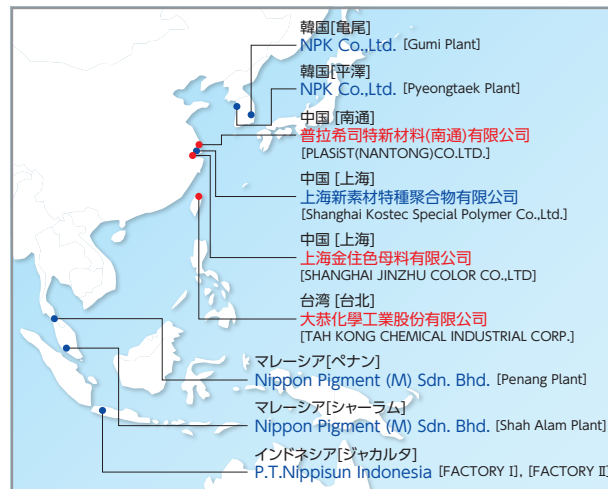 韓国[亀尾]
NPK Co.,Ltd. [Gumi Plant]
韓国[平澤]
NPK Co.,Ltd. [Pyeongtaek Plant]
中国 [南通]
普拉希司特新材料(南通)有限公司
[PLASiST(NANTONG)CO.LTD.]
中国 [上海]
上海新素材特種聚合物有限公司
[Shanghai Kostec Special Polymer Co.,Ltd.]
中国 [上海]
上海金住色母料有限公司
[SHANGHAI JINZHU COLOR CO.,LTD]
台湾 [台北]
大恭化學工業股份有限公司
[TAH KONG CHEMICAL INDUSTRIAL CORP.]
マレーシア[ペナン]
Nippon Pigment (M) Sdn. Bhd. [Penang Plant]
マレーシア[シャーラム]
Nippon Pigment (M) Sdn. Bhd. [Shah Alam Plant]
インドネシア[ジャカルタ]
P.T.Nippisun Indonesia [FACTORY Ⅰ], [FACTORY Ⅱ]